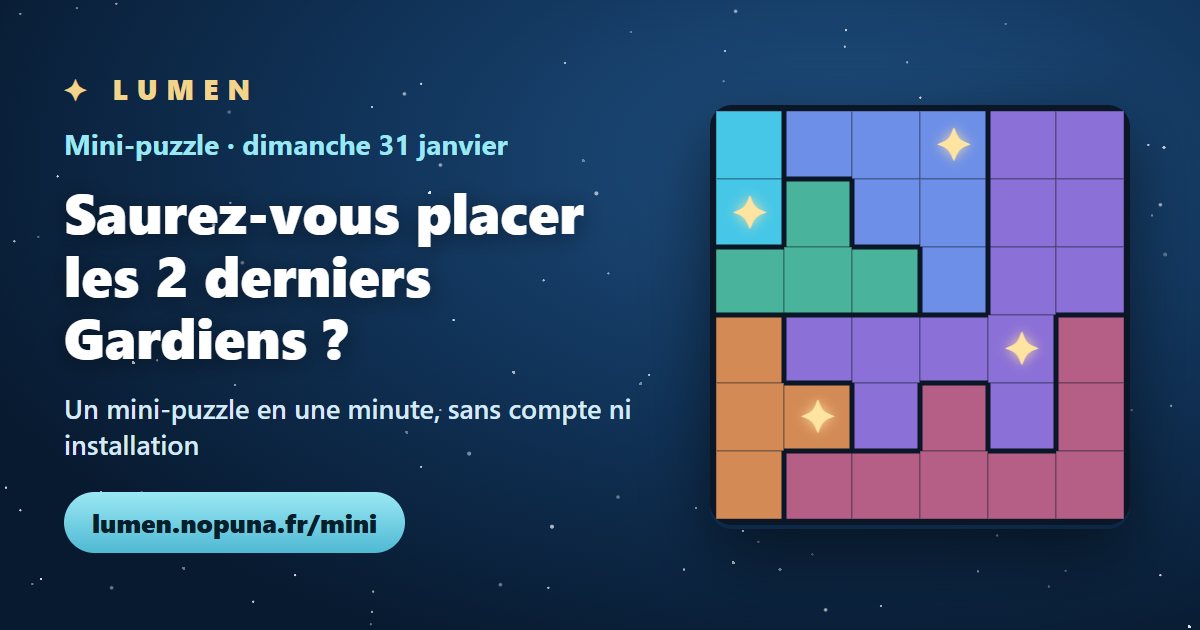 LUMEN
Mini-puzzle · dimanche 31 janvier
Saurez-vous placer
les 2 derniers
Gardiens ?
Un mini-puzzle en une minute, sans compte ni
installation
lumen.nopuna.fr/mini